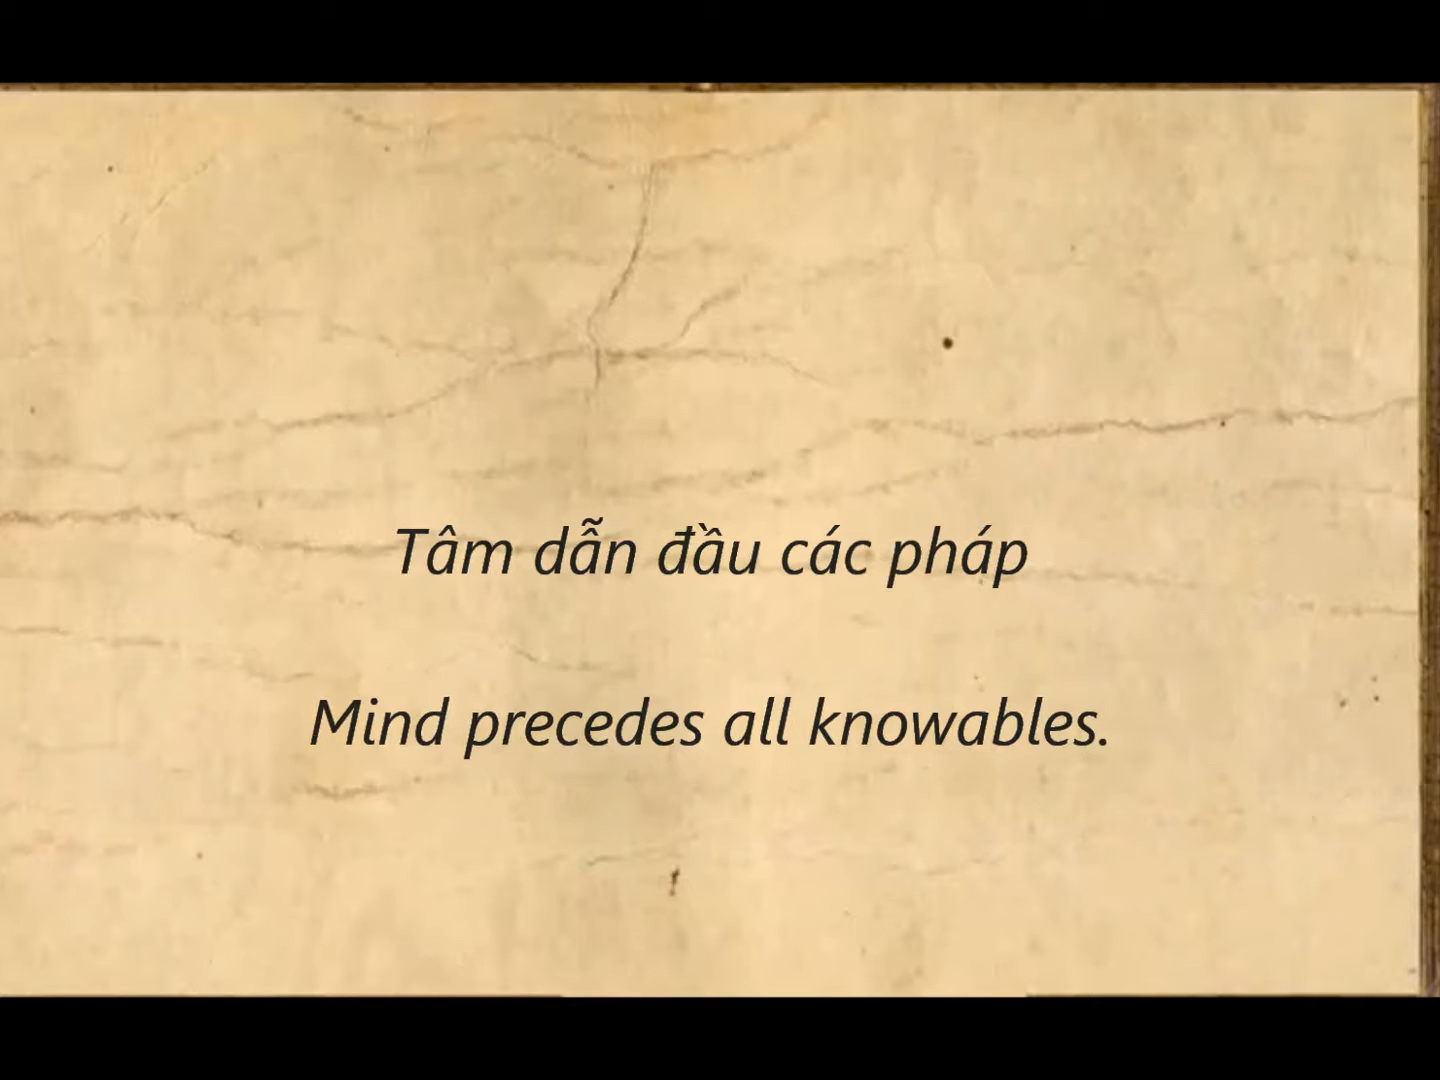 Tâm dẫn đầu các pháp
Mind precedes all knowables.